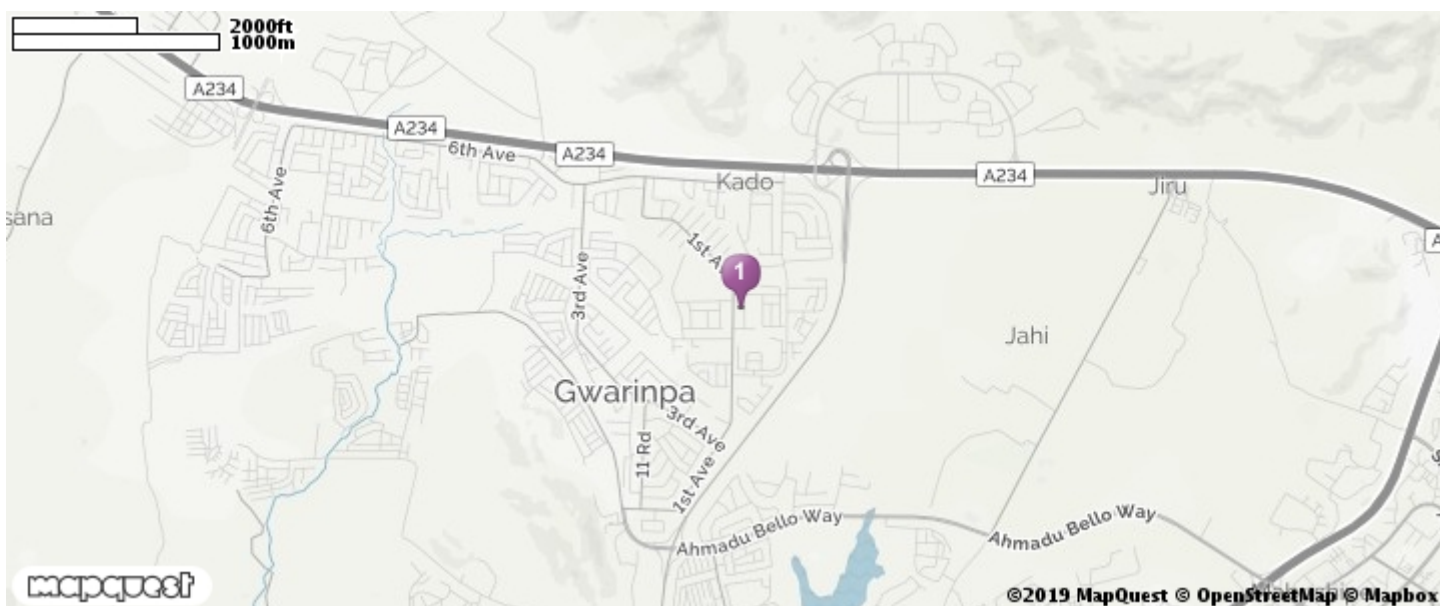 2000ft
1000m
A234
A234
6th Ave
A234
Kado
A234
Jiru
6th Ave
sana
1st A
1
3rd Ave
A
Jahi
Gwarinpa
3rd Ave
11 Rd
1st Ave
Ahmadu Bello Way
Ahmadu Bello Way
mapquest
©2019 MapQuest © OpenStreetMap © Mapbox